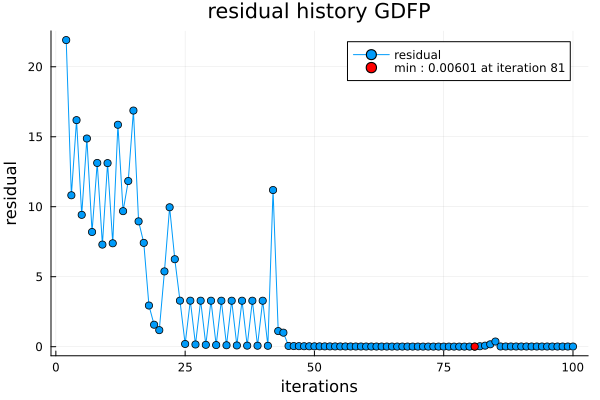 residual history GDFP
residual
min : 0.00601 at iteration 81
residual
20
15
10
5
0
0 25 50 75 100
iterations